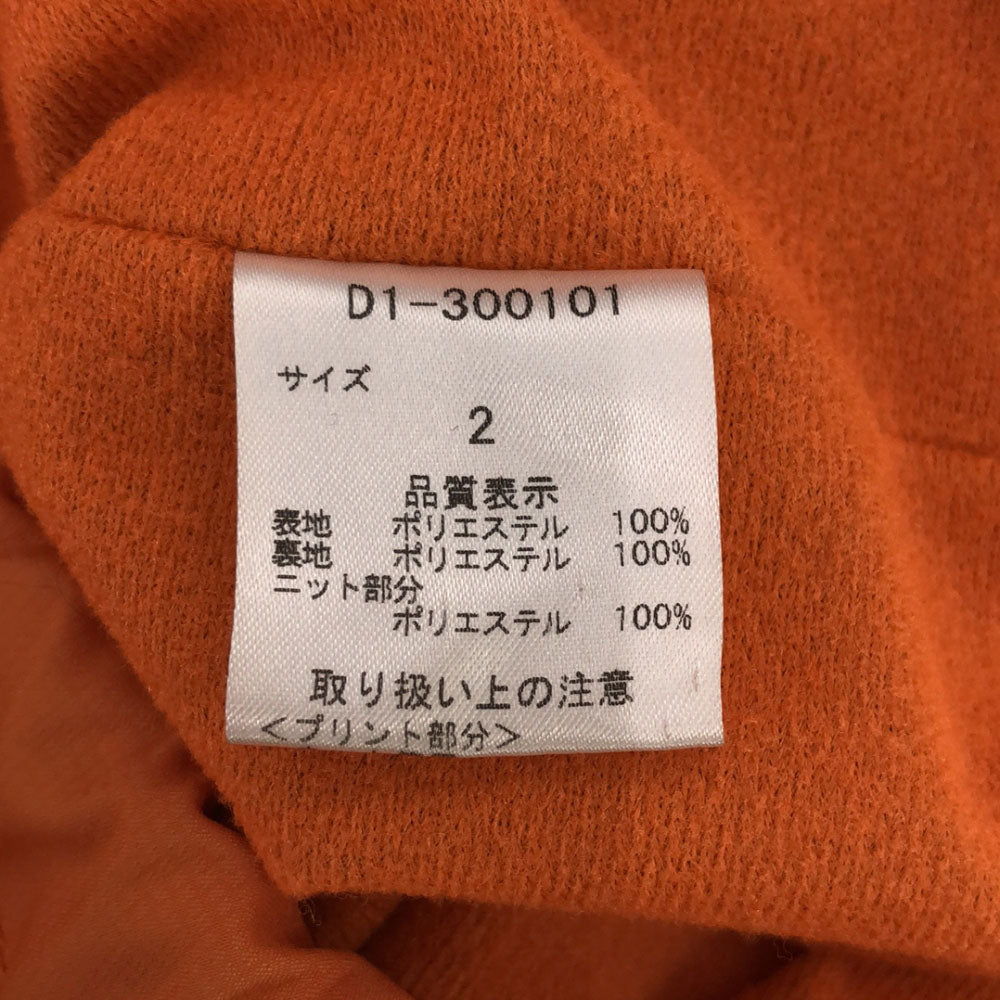 D1-300101
サイズ
2
品質表示
表地 ポリエステル 100%
裏地 ポリエステル 100%
ニット部分
ポリエステル 100%
取り扱い上の注意
<プリント部分>